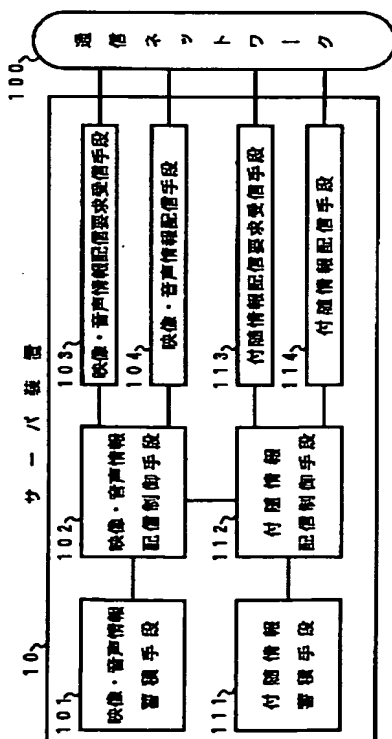 サーバ装置
10
101
映像・音声情報
蓄積手段
102
映像・音声情報
配信制御手段
103
映像・音声情報配信要求受信手段
104
映像・音声情報配信手段
111
付随情報
蓄積手段
112
付随情報
配信制御手段
113
付随情報配信要求受信手段
114
付随情報配信手段
100
通信ネットワーク